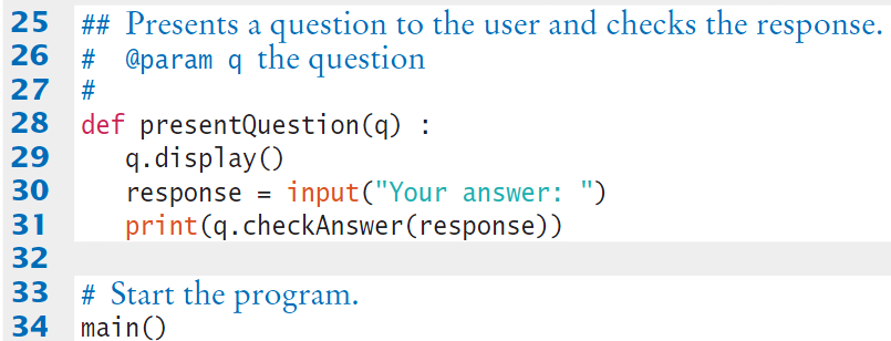 25 ## Presents a question to the user and checks the response.
26 #  @param q the question
27 #
28 def presentQuestion(q) :
29    q.display()
30    response = input("Your answer: ")
31    print(q.checkAnswer(response))
32
33 # Start the program.
34 main()